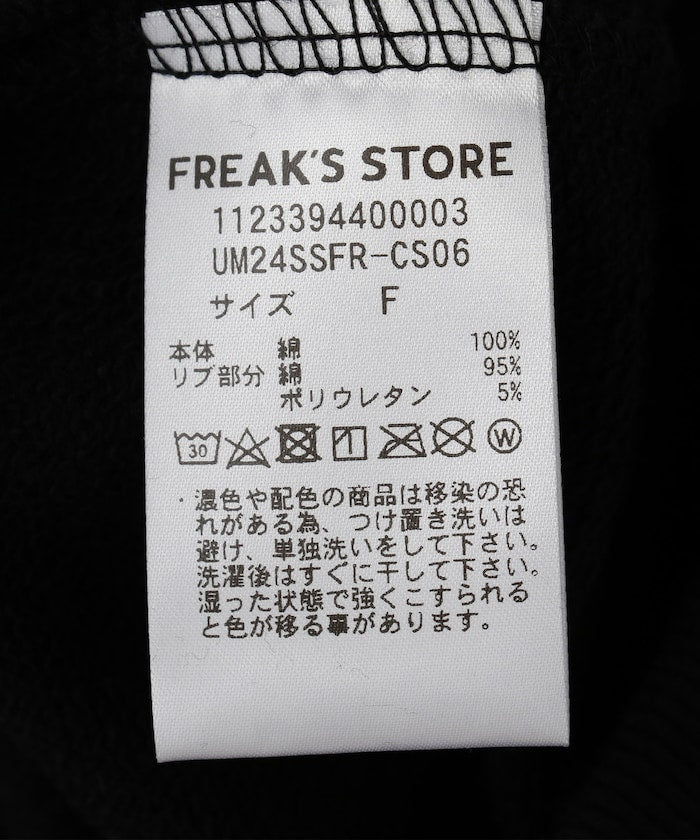 FREAK'S STORE
1123394400003
UM24SSFR-CS06
サイズ F
本体 綿 100%
リブ部分 綿 95%
ポリウレタン 5%
30 W
・濃色や配色の商品は移染の恐
れがある為、つけ置き洗いは
避け、単独洗いをして下さい。
洗濯後はすぐに干して下さい。
湿った状態で強くこすられる
と色が移る事があります。